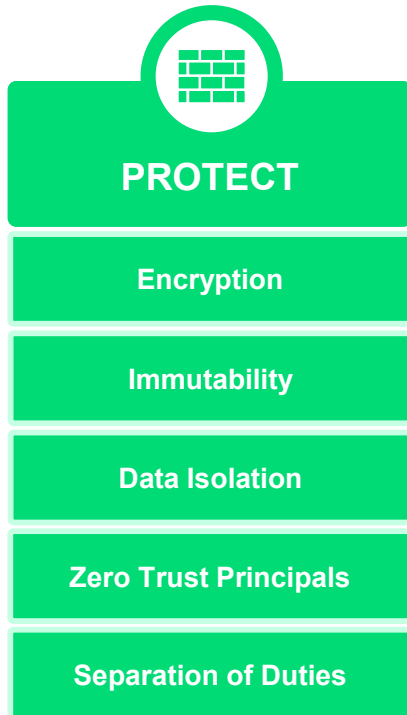 PROTECT
Encryption
Immutability
Data Isolation
Zero Trust Principals
Separation of Duties